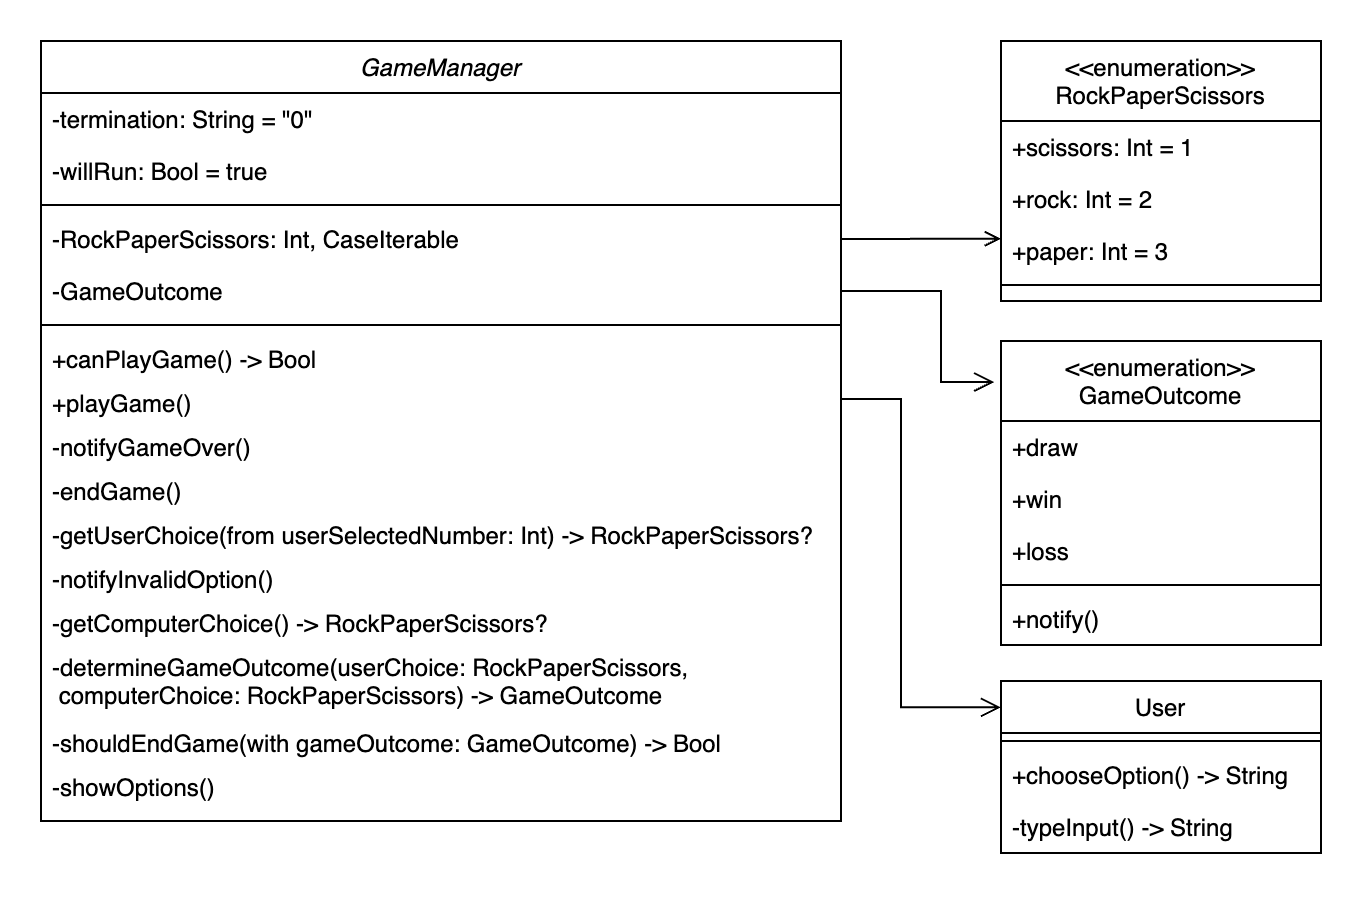 GameManager
-termination: String = "0"
-willRun: Bool = true
-RockPaperScissors: Int, CaseIterable
-GameOutcome
+canPlayGame() -> Bool
+playGame()
-notifyGameOver()
-endGame()
-getUserChoice(from userSelectedNumber: Int) -> RockPaperScissors?
-notifyInvalidOption()
-getComputerChoice() -> RockPaperScissors?
-determineGameOutcome(userChoice: RockPaperScissors,
computerChoice: RockPaperScissors) -> GameOutcome
-shouldEndGame(with gameOutcome: GameOutcome) -> Bool
-showOptions()
<<enumeration>>
RockPaperScissors
+scissors: Int = 1
+rock: Int = 2
+paper: Int = 3
<<enumeration>>
GameOutcome
+draw
+win
+loss
+notify()
User
+chooseOption() -> String
-typeInput() -> String